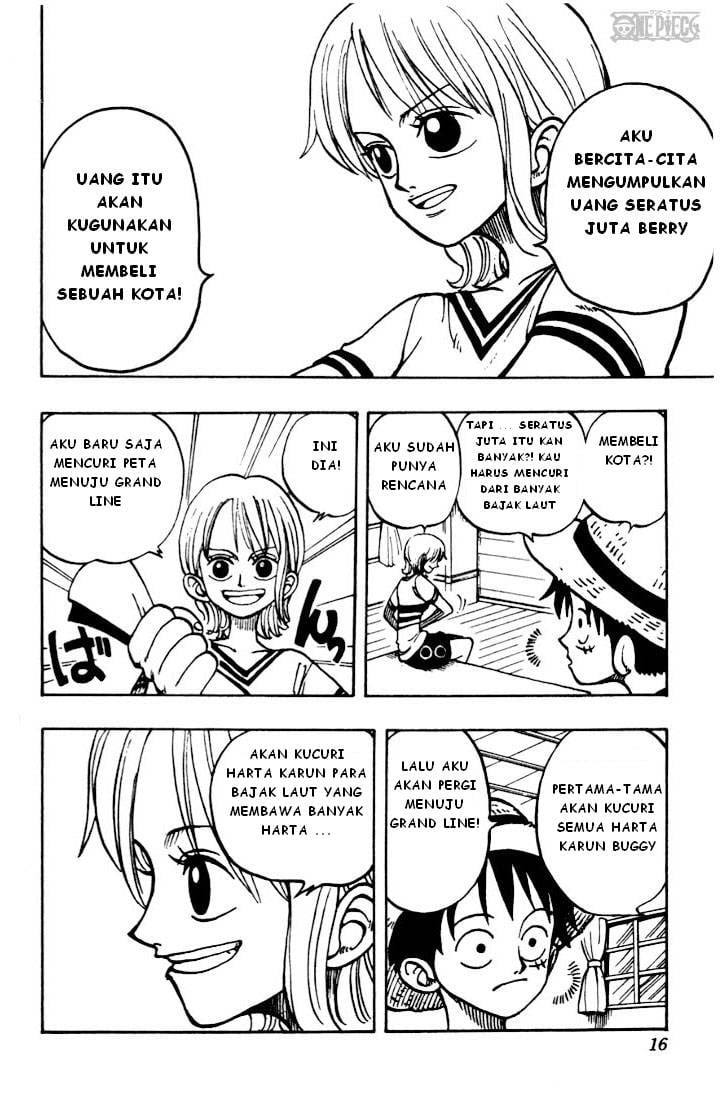 ONE PIECE
AKU
BERCITA-CITA
MENGUMPULKAN
UANG SERATUS
JUTA BERRY
UANG ITU
AKAN
KUGUNAKAN
UNTUK
MEMBELI
SEBUAH KOTA!
MEMBELI
KOTA?!
TAPI ... SERATUS
JUTA ITU KAN
BANYAK?! KAU
HARUS MENCURI
DARI BANYAK
BAJAK LAUT
AKU SUDAH
PUNYA
RENCANA
INI
DIA!
AKU BARU SAJA
MENCURI PETA
MENUJU GRAND
LINE
ばんっ
PERTAMA-TAMA
AKAN KUCURI
SEMUA HARTA
KARUN BUGGY
LALU AKU
AKAN PERGI
MENUJU
GRAND LINE!
AKAN KUCURI
HARTA KARUN PARA
BAJAK LAUT YANG
MEMBAWA BANYAK
HARTA ...
16